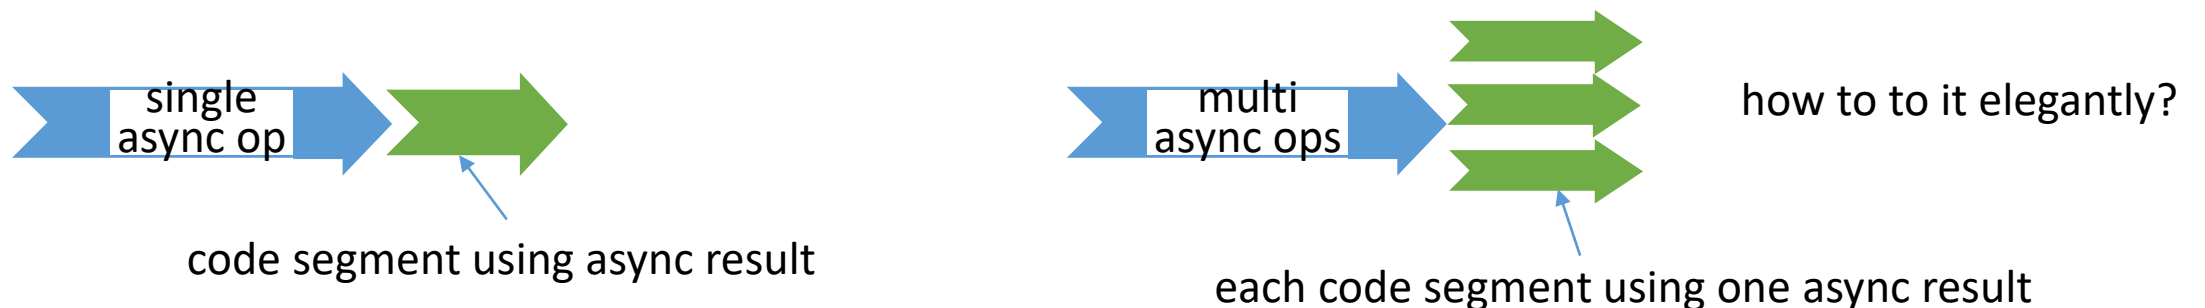 single
async op
code segment using async result
multi
async ops
how to to it elegantly?
each code segment using one async result